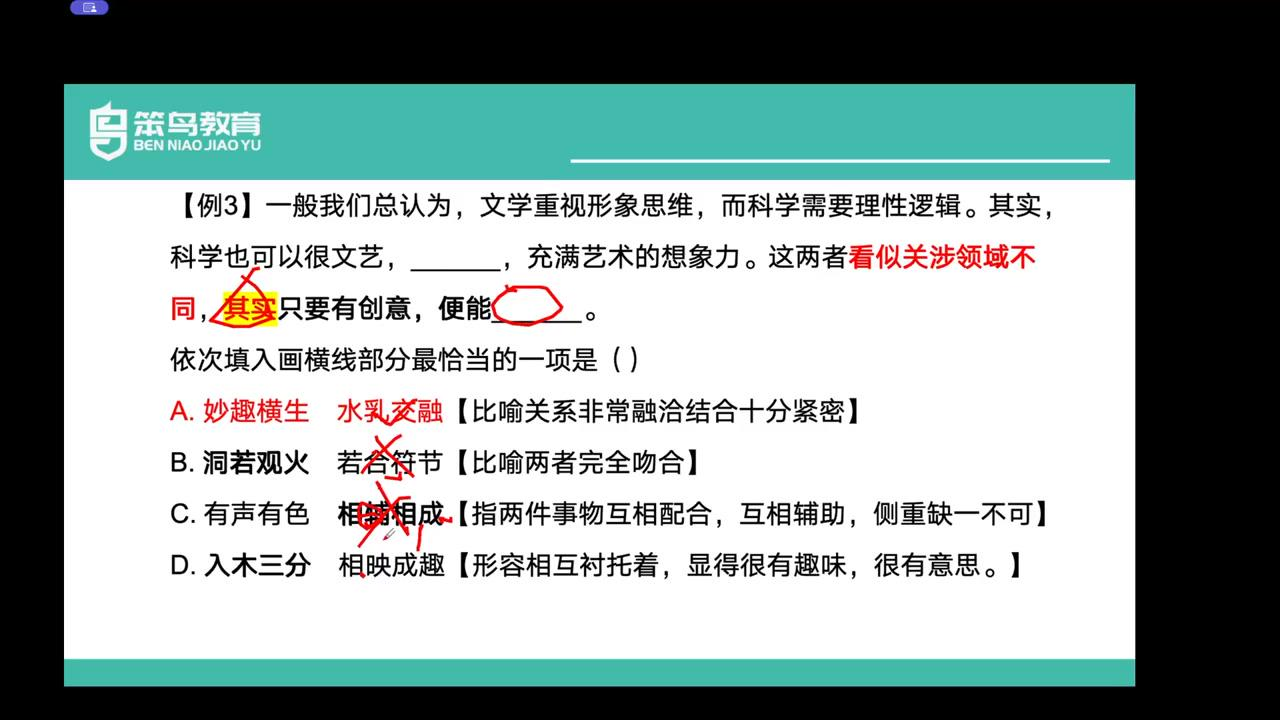 笨鸟教育
BEN NIAO JIAO YU
【例3】一般我们总认为，文学重视形象思维，而科学需要理性逻辑。其实，
科学也可以很文艺，______，充满艺术的想象力。这两者看似关涉领域不
同，其实只要有创意，便能______。
依次填入画横线部分最恰当的一项是（）
A. 妙趣横生 水乳交融【比喻关系非常融洽结合十分紧密】
B. 洞若观火 若合符节【比喻两者完全吻合】
C. 有声有色 相辅相成【指两件事物互相配合，互相辅助，侧重缺一不可】
D. 入木三分 相映成趣【形容相互衬托着，显得很有趣味，很有意思。】